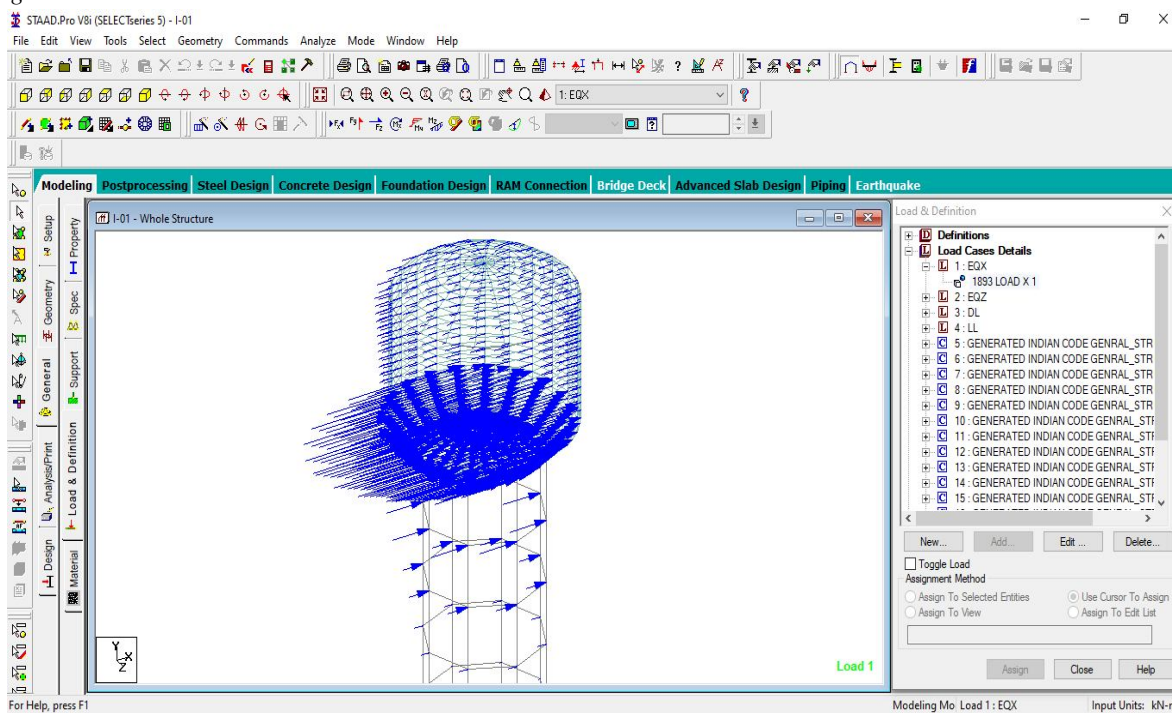 STAAD.Pro V8i (SELECTseries 5) - I-01
File Edit View Tools Select Geometry Commands Analyze Mode Window Help
1: EQX
Modeling Postprocessing Steel Design Concrete Design Foundation Design RAM Connection Bridge Deck Advanced Slab Design Piping Earthquake
Setup
Geometry
General
Analysis/Print
Design
Property
Spec
Support
Load & Definition
Material
I-01 - Whole Structure
Y
X
Z
Load 1
Load & Definition
Definitions
Load Cases Details
1 : EQX
1893 LOAD X 1
2 : EQZ
3 : DL
4 : LL
5 : GENERATED INDIAN CODE GENRAL_STR
6 : GENERATED INDIAN CODE GENRAL_STR
7 : GENERATED INDIAN CODE GENRAL_STR
8 : GENERATED INDIAN CODE GENRAL_STR
9 : GENERATED INDIAN CODE GENRAL_STR
10 : GENERATED INDIAN CODE GENRAL_STR
11 : GENERATED INDIAN CODE GENRAL_STR
12 : GENERATED INDIAN CODE GENRAL_STR
13 : GENERATED INDIAN CODE GENRAL_STR
14 : GENERATED INDIAN CODE GENRAL_STR
15 : GENERATED INDIAN CODE GENRAL_STR
New... Add... Edit ... Delete...
Toggle Load
Assignment Method
Assign To Selected Entities Use Cursor To Assign
Assign To View Assign To Edit List
Assign Close Help
For Help, press F1 Modeling Mo Load 1 : EQX Input Units: kN-